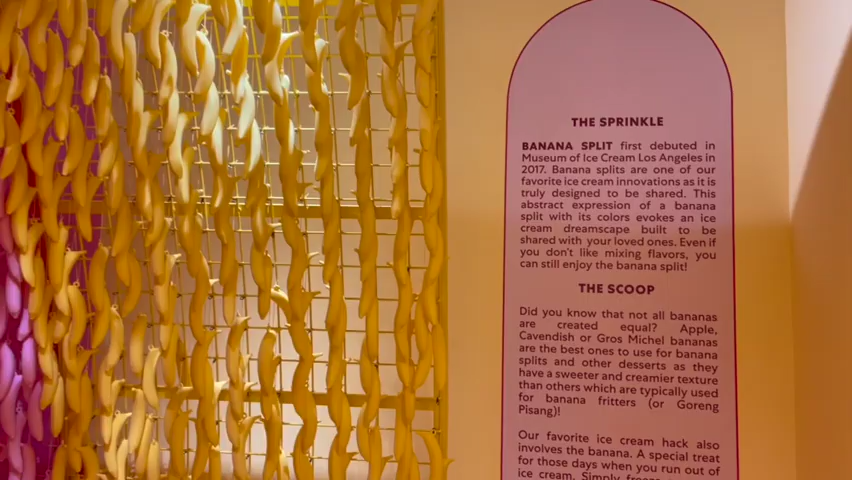 THE SPRINKLE
BANANA SPLIT first debuted in
Museum of Ice Cream Los Angeles in
2017. Banana splits are one of our
favorite ice cream innovations as it is
truly designed to be shared. This
abstract expression of a banana
split with its colors evokes an ice
cream dreamscape built to be
shared with your loved ones. Even if
you don't like mixing flavors, you
can still enjoy the banana split!
THE SCOOP
Did you know that not all bananas
are created equal? Apple,
Cavendish or Gros Michel bananas
are the best ones to use for banana
splits and other desserts as they
have a sweeter and creamier texture
than others which are typically used
for banana fritters (or Goreng
Pisang)!
Our favorite ice cream hack also
involves the banana. A special treat
for those days when you run out of
ice cream. Simply